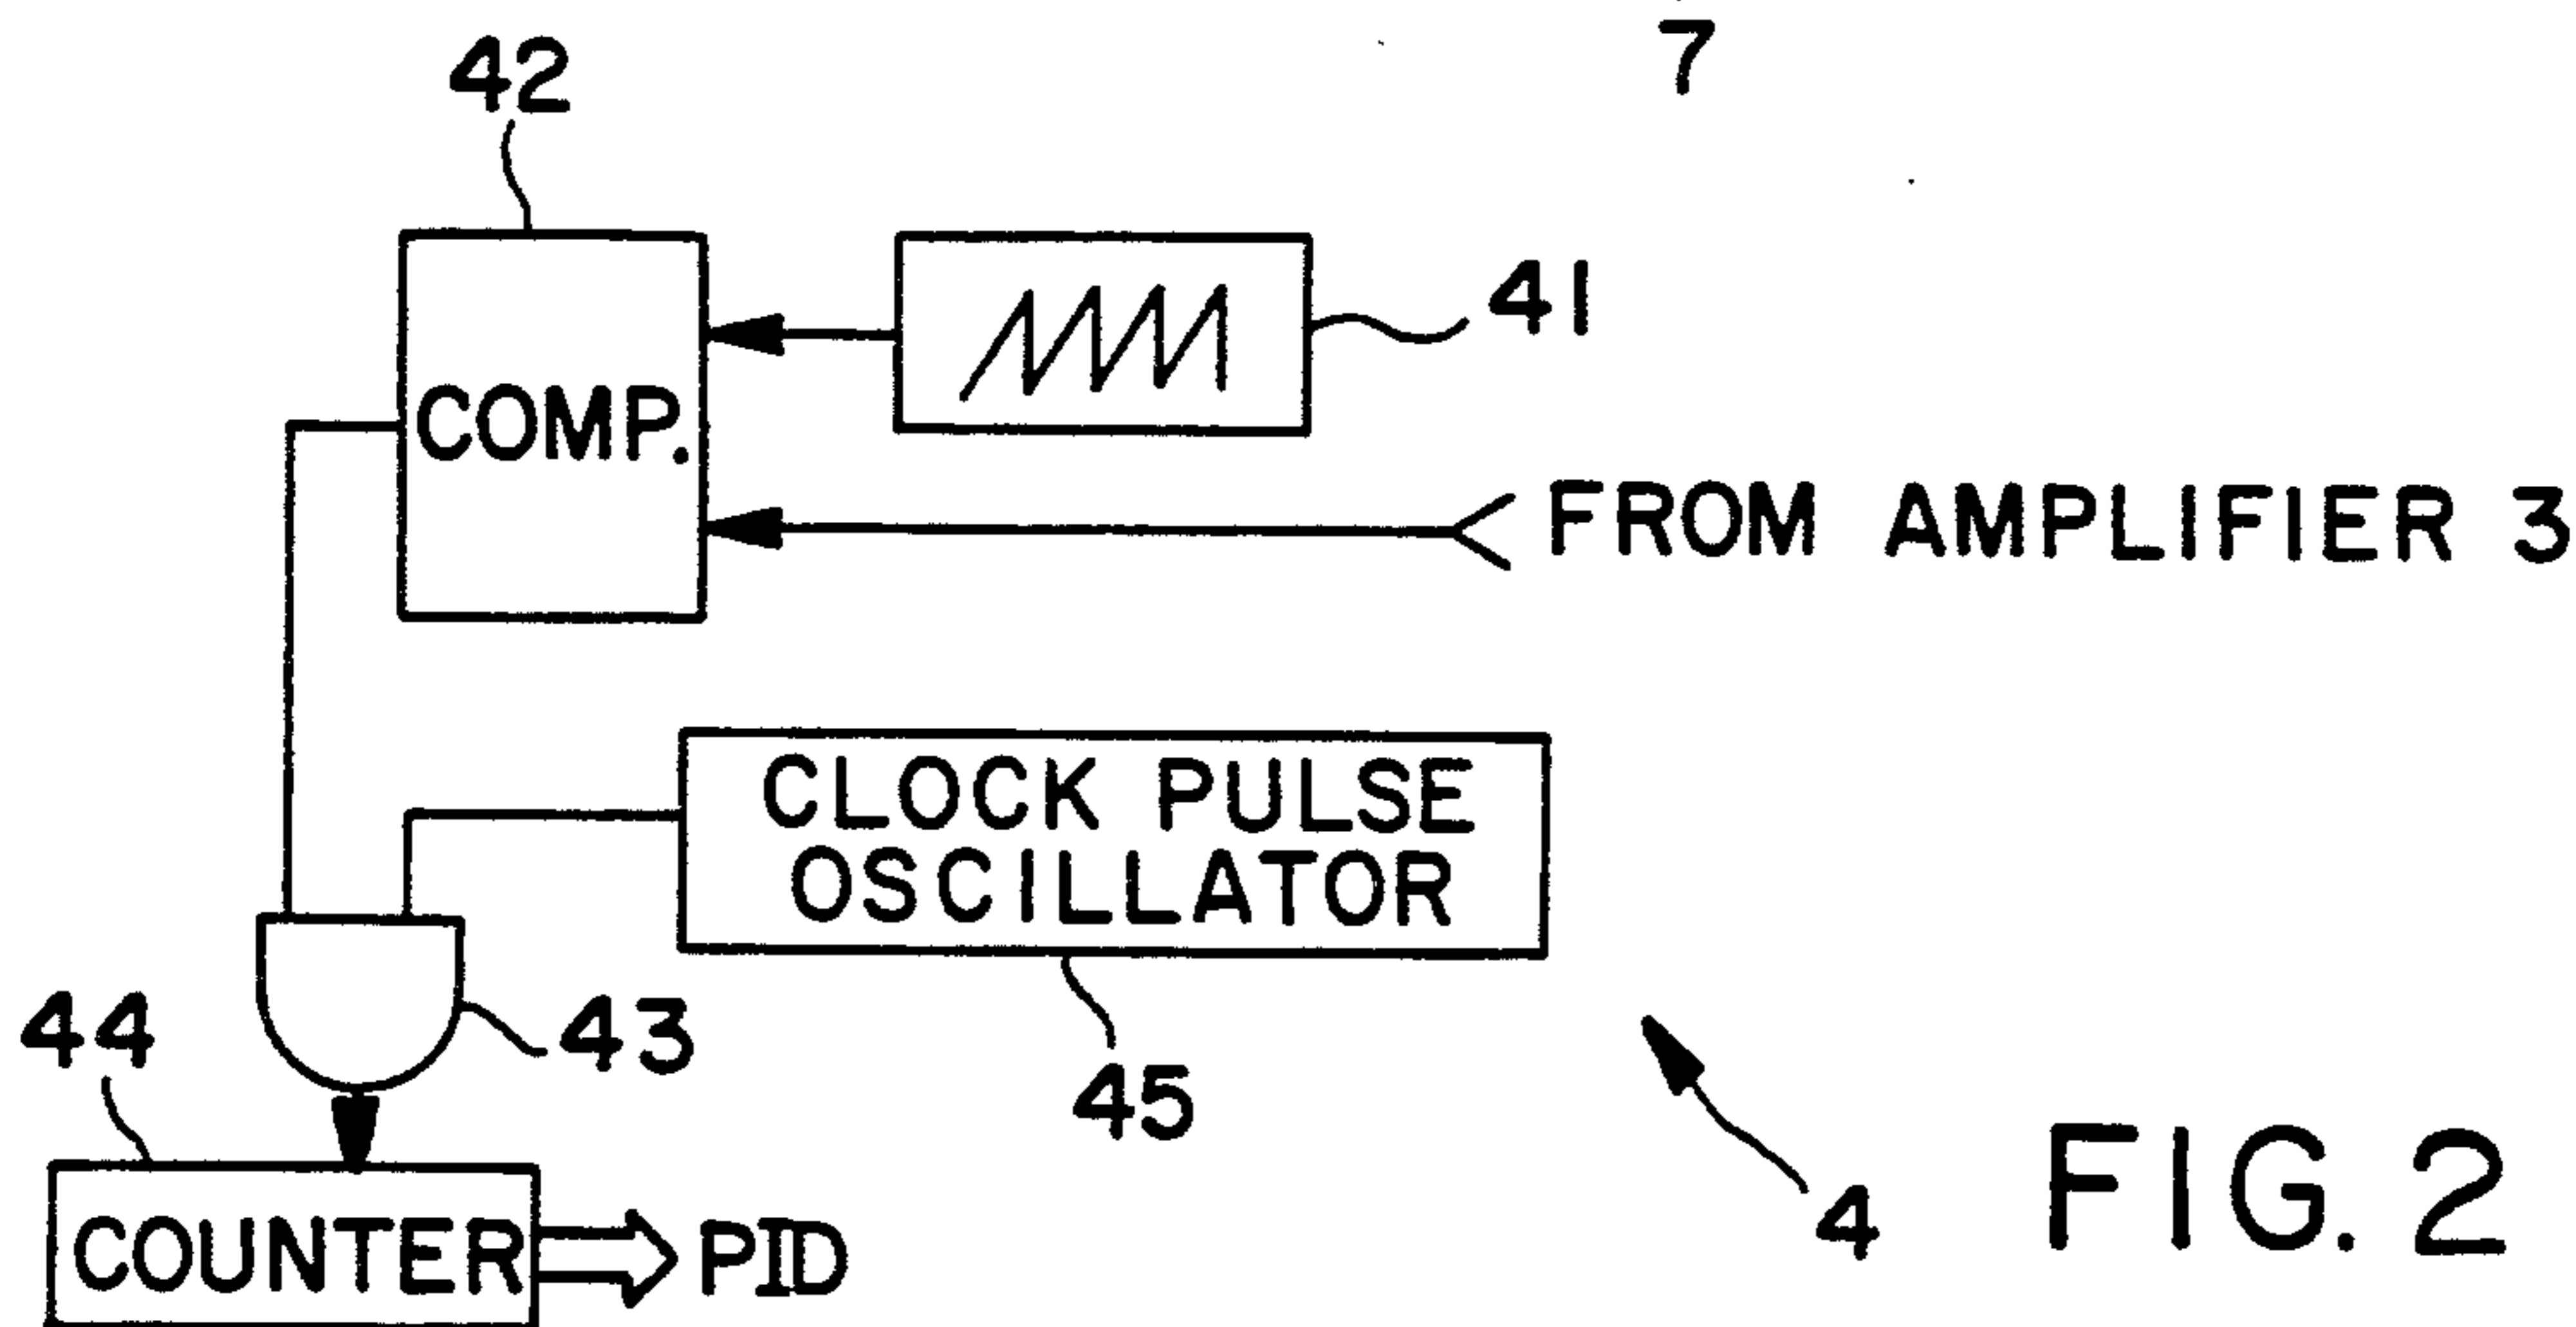 7
42
41
COMP.
FROM AMPLIFIER 3
CLOCK PULSE
OSCILLATOR
44
43
45
4
FIG. 2
COUNTER
PID